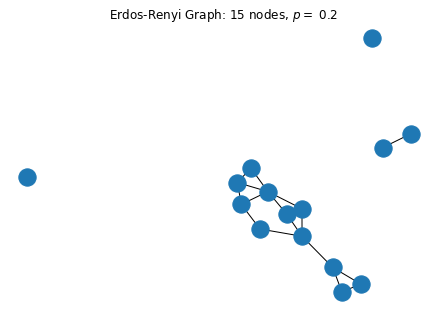 Erdos-Renyi Graph: 15 nodes, p = 0.2